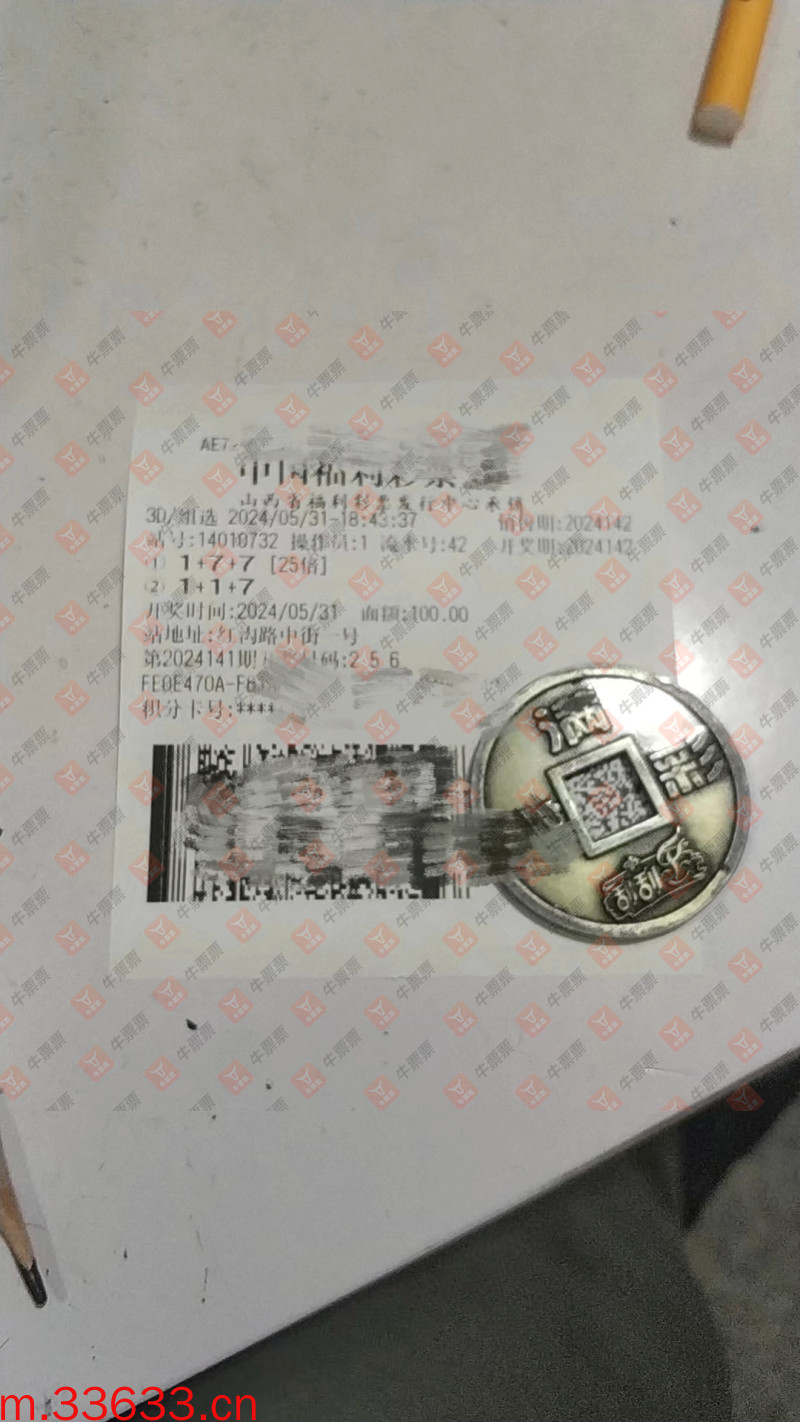 AE7
中国福利彩票
山西省福利彩票发行中心承销
3D/组选 2024/05/31-18:43:37 销售期:2024142
站号:14010732 操作员:1 流水号:42 开奖期:2024142
① 1+7+7 [25倍]
② 1+1+7
开奖时间:2024/05/31 面额:100.00
站地址:红沟路中街一号
第2024141期 号码:2 5 6
FE0E470A-F6
积分卡号:****
牛票票
m.33633.cn